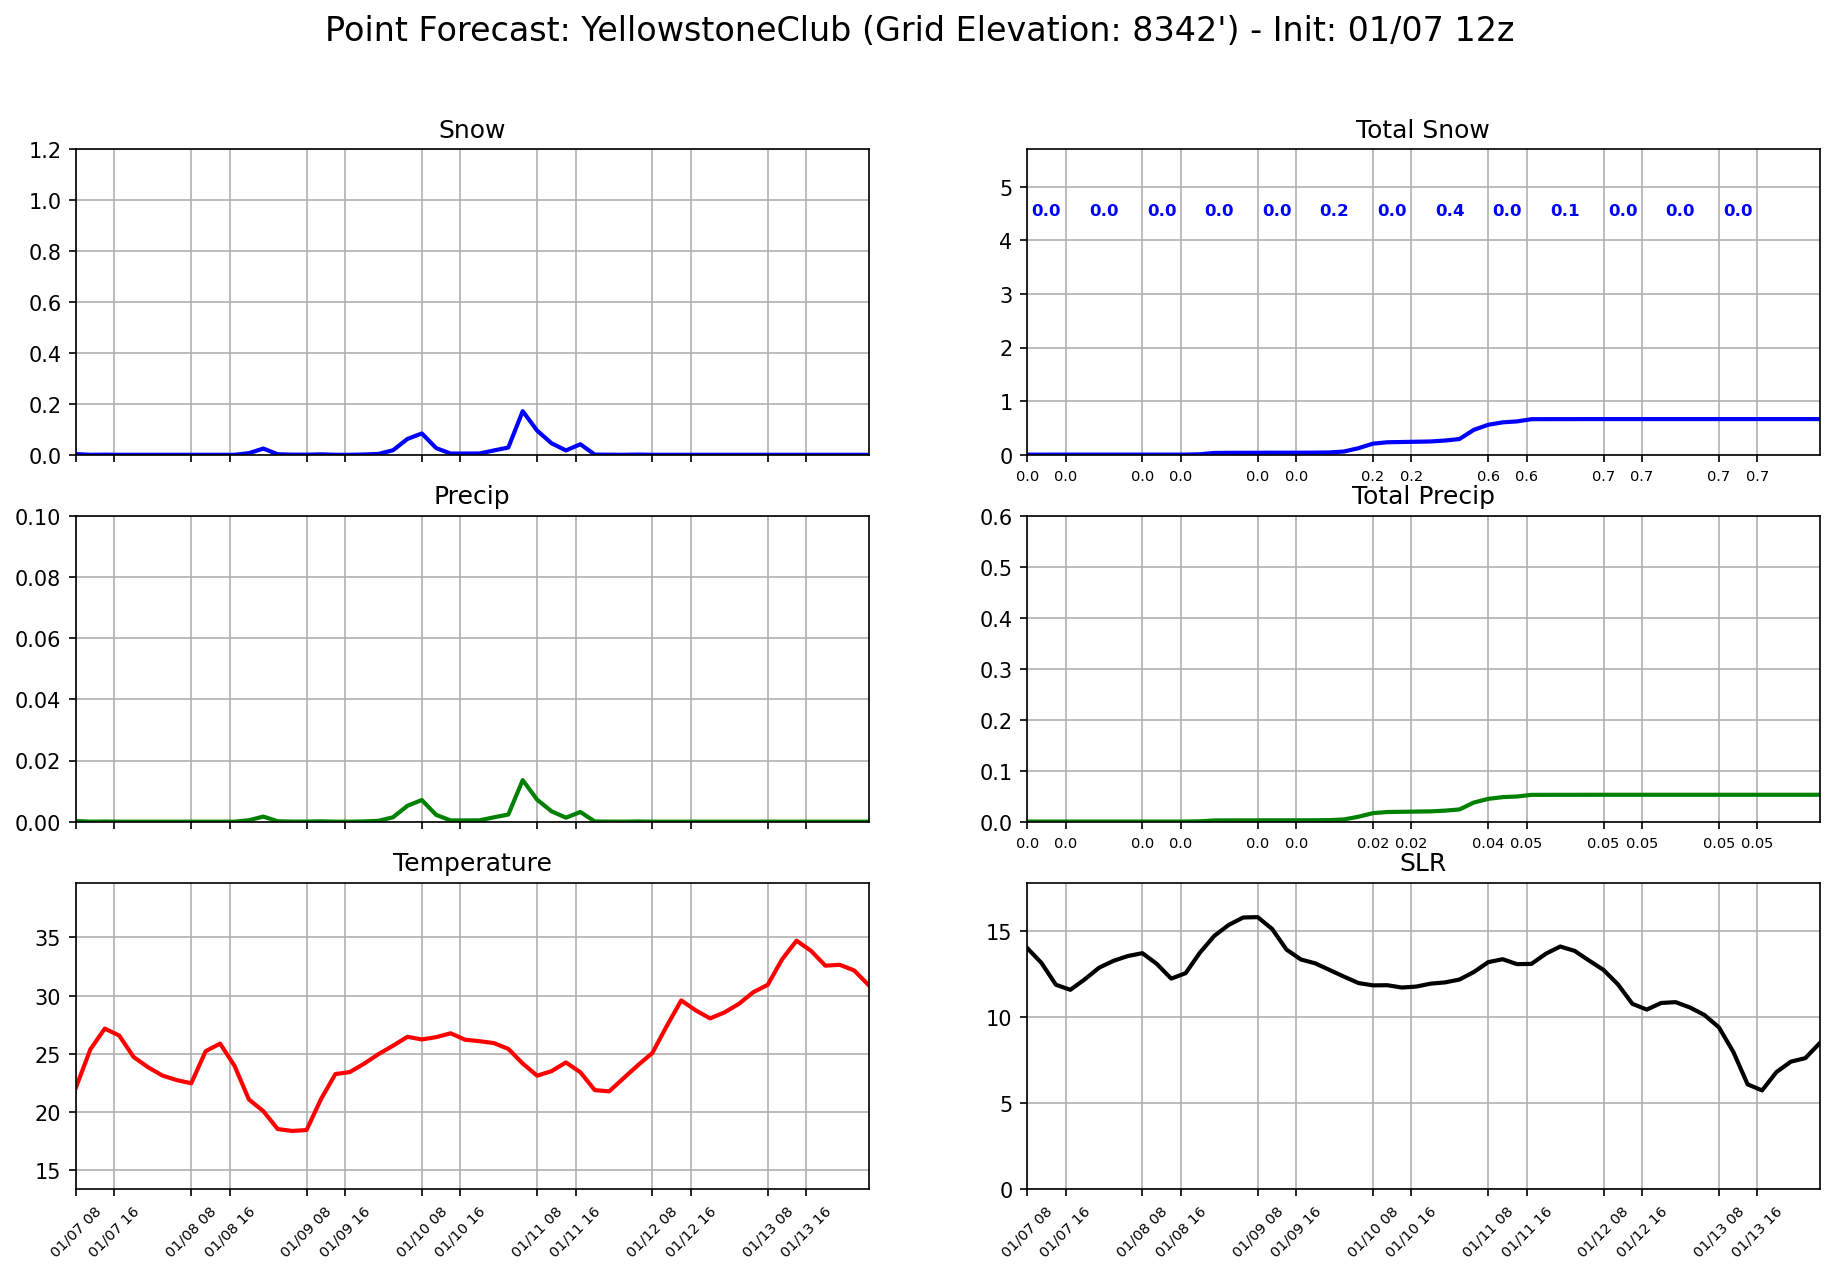 Point Forecast: YellowstoneClub (Grid Elevation: 8342') - Init: 01/07 12z
Snow
1.2
1.0
0.8
0.6
0.4
0.2
0.0
Total Snow
5
4
3
2
1
0
0.0 0.0 0.0 0.0 0.0 0.2 0.0 0.4 0.0 0.1 0.0 0.0 0.0
0.0 0.0 0.0 0.0 0.0 0.0 0.2 0.2 0.6 0.6 0.7 0.7 0.7 0.7
Precip
0.10
0.08
0.06
0.04
0.02
0.00
Total Precip
0.6
0.5
0.4
0.3
0.2
0.1
0.0
0.0 0.0 0.0 0.0 0.0 0.0 0.02 0.02 0.04 0.05 0.05 0.05 0.05 0.05
Temperature
35
30
25
20
15
01/07 08 01/07 16 01/08 08 01/08 16 01/09 08 01/09 16 01/10 08 01/10 16 01/11 08 01/11 16 01/12 08 01/12 16 01/13 08 01/13 16
SLR
15
10
5
0
01/07 08 01/07 16 01/08 08 01/08 16 01/09 08 01/09 16 01/10 08 01/10 16 01/11 08 01/11 16 01/12 08 01/12 16 01/13 08 01/13 16